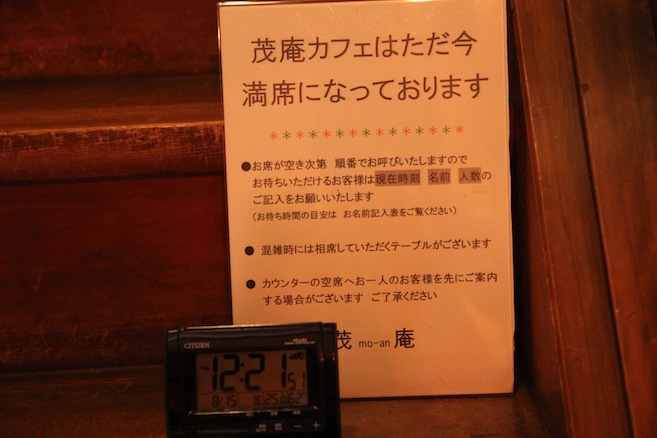 茂庵カフェはただ今
満席になっております
*****************
●お席が空き次第 順番でお呼びいたしますので
お待ちいただけるお客様は現在時刻 名前 人数の
ご記入をお願いいたします
(お待ち時間の目安は お名前記入表をご覧ください)
● 混雑時には相席していただくテーブルがございます
● カウンターの空席へお一人のお客様を先にご案内
する場合がございます ご了承ください
茂 mo-an 庵
CITIZEN
12:21 51
8/15 25 62